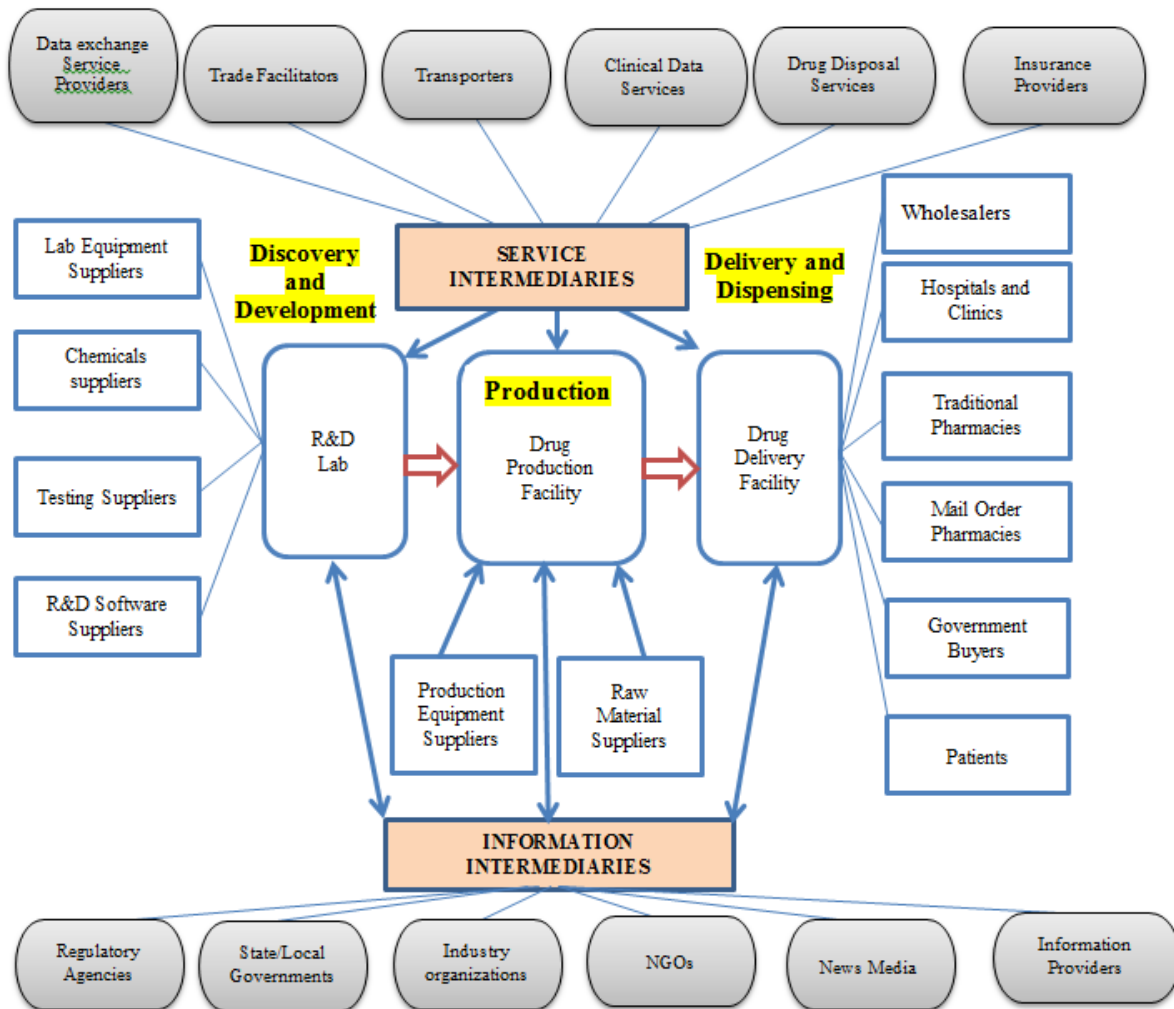 Data exchange
Service
Providers
Trade Facilitators
Transporters
Clinical Data
Services
Drug Disposal
Services
Insurance
Providers
SERVICE
INTERMEDIARIES
Discovery
and
Development
Delivery and
Dispensing
Lab Equipment
Suppliers
Chemicals
suppliers
Testing Suppliers
R&D Software
Suppliers
R&D
Lab
Production
Drug
Production
Facility
Drug
Delivery
Facility
Wholesalers
Hospitals and
Clinics
Traditional
Pharmacies
Mail Order
Pharmacies
Government
Buyers
Patients
Production
Equipment
Suppliers
Raw
Material
Suppliers
INFORMATION
INTERMEDIARIES
Regulatory
Agencies
State/Local
Governments
Industry
organizations
NGOs
News Media
Information
Providers